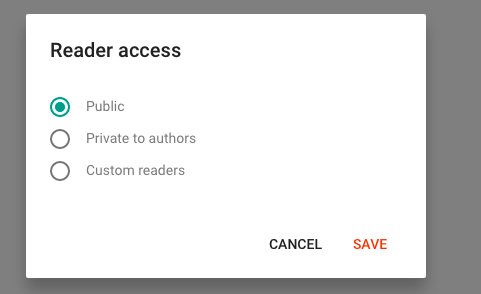 Reader access
Public
Private to authors
Custom readers
CANCEL SAVE